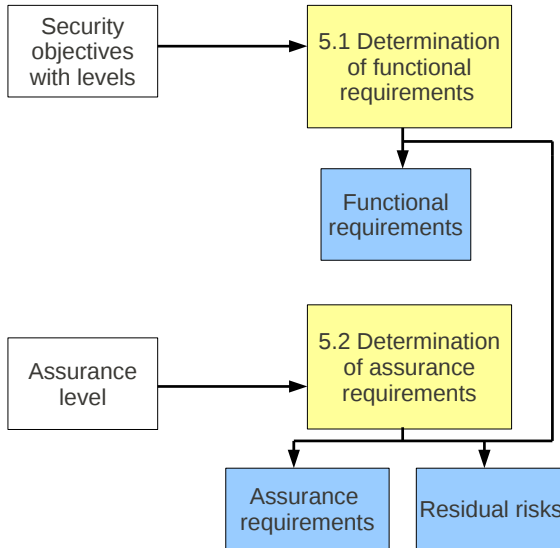 Security
objectives
with levels
5.1 Determination
of functional
requirements
Functional
requirements
Assurance
level
5.2 Determination
of assurance
requirements
Assurance
requirements
Residual risks